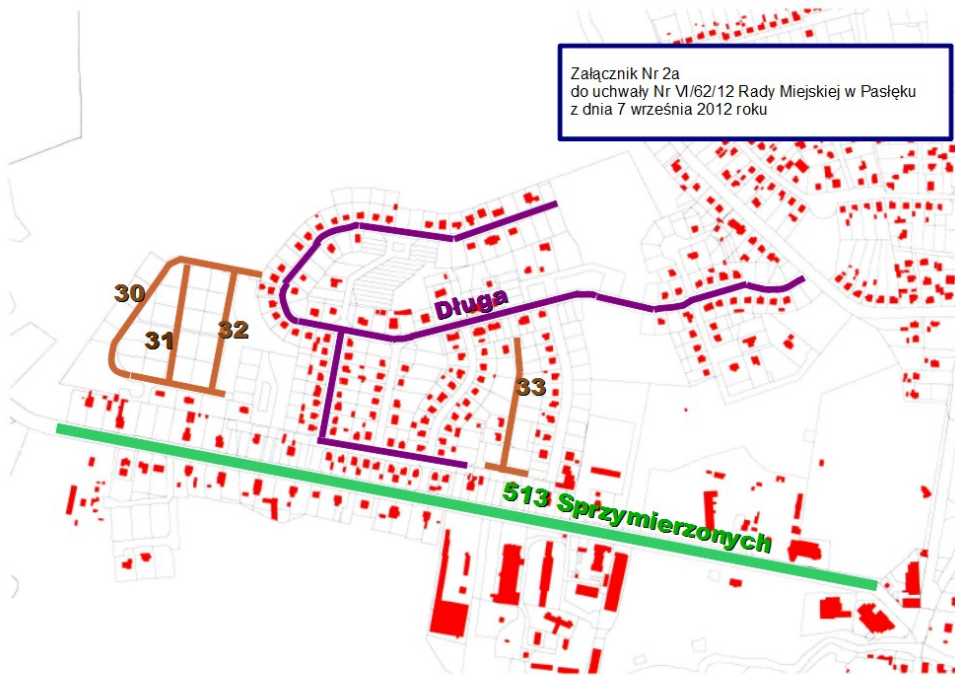 Załącznik Nr 2a
do uchwały Nr VI/62/12 Rady Miejskiej w Pasłęku
z dnia 7 września 2012 roku
30
31
32
Długa
33
513 Sprzymierzonych